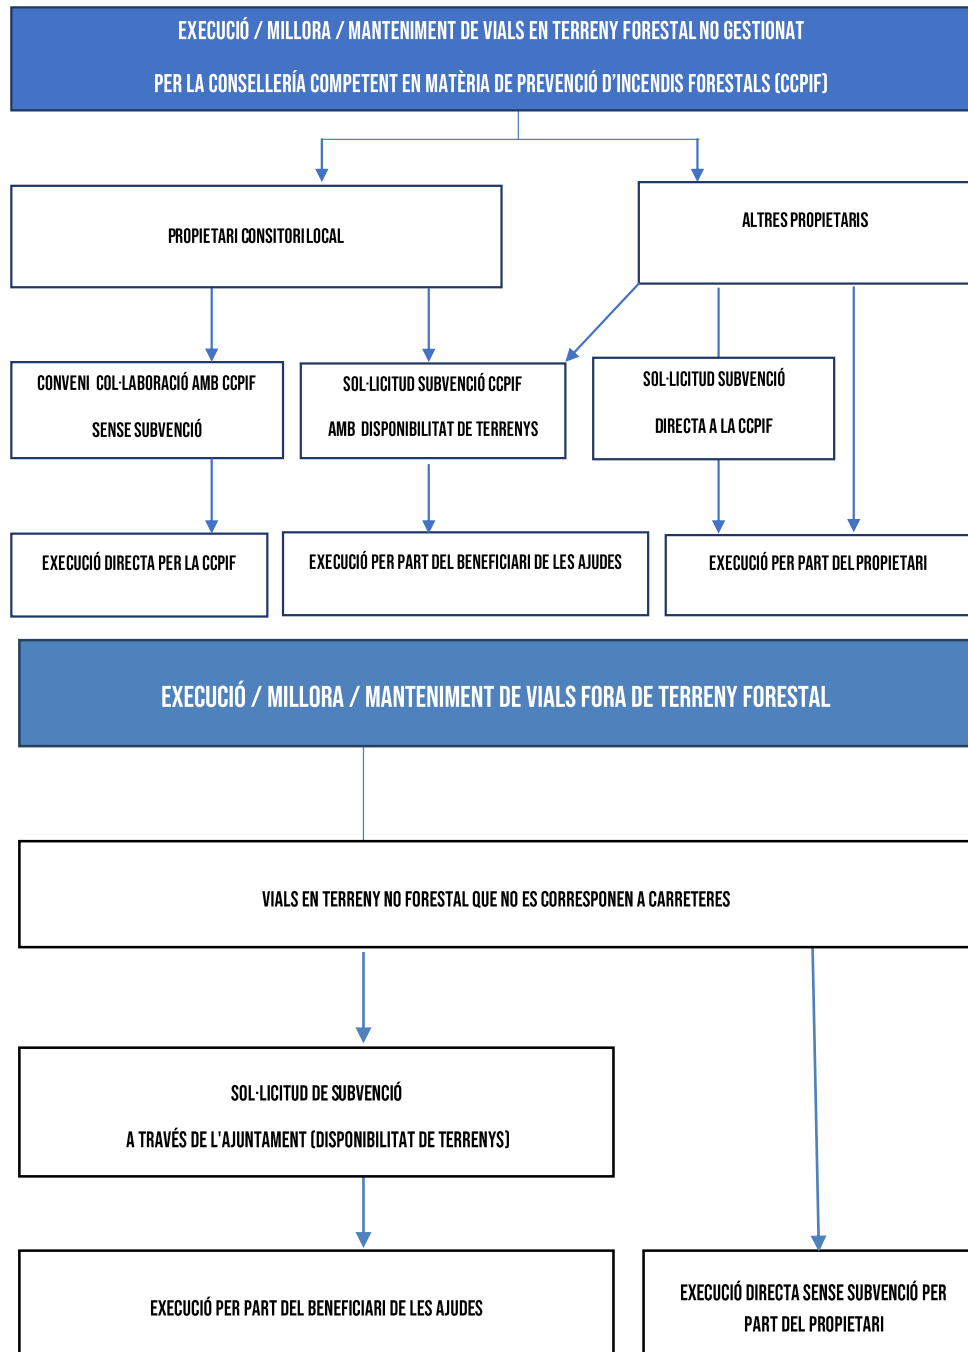 EXECUCIÓ / MILLORA / MANTENIMENT DE VIALS EN TERRENY FORESTAL NO GESTIONAT
PER LA CONSELLERÍA COMPETENT EN MATÈRIA DE PREVENCIÓ D'INCENDIS FORESTALS (CCPIF)
PROPIETARI CONSITORI LOCAL
ALTRES PROPIETARIS
CONVENI COL·LABORACIÓ AMB CCPIF
SENSE SUBVENCIÓ
SOL·LICITUD SUBVENCIÓ CCPIF
AMB DISPONIBILITAT DE TERRENYS
SOL·LICITUD SUBVENCIÓ
DIRECTA A LA CCPIF
EXECUCIÓ DIRECTA PER LA CCPIF
EXECUCIÓ PER PART DEL BENEFICIARI DE LES AJUDES
EXECUCIÓ PER PART DEL PROPIETARI
EXECUCIÓ / MILLORA / MANTENIMENT DE VIALS FORA DE TERRENY FORESTAL
VIALS EN TERRENY NO FORESTAL QUE NO ES CORRESPONEN A CARRETERES
SOL·LICITUD DE SUBVENCIÓ
A TRAVÉS DE L'AJUNTAMENT (DISPONIBILITAT DE TERRENYS)
EXECUCIÓ PER PART DEL BENEFICIARI DE LES AJUDES
EXECUCIÓ DIRECTA SENSE SUBVENCIÓ PER
PART DEL PROPIETARI